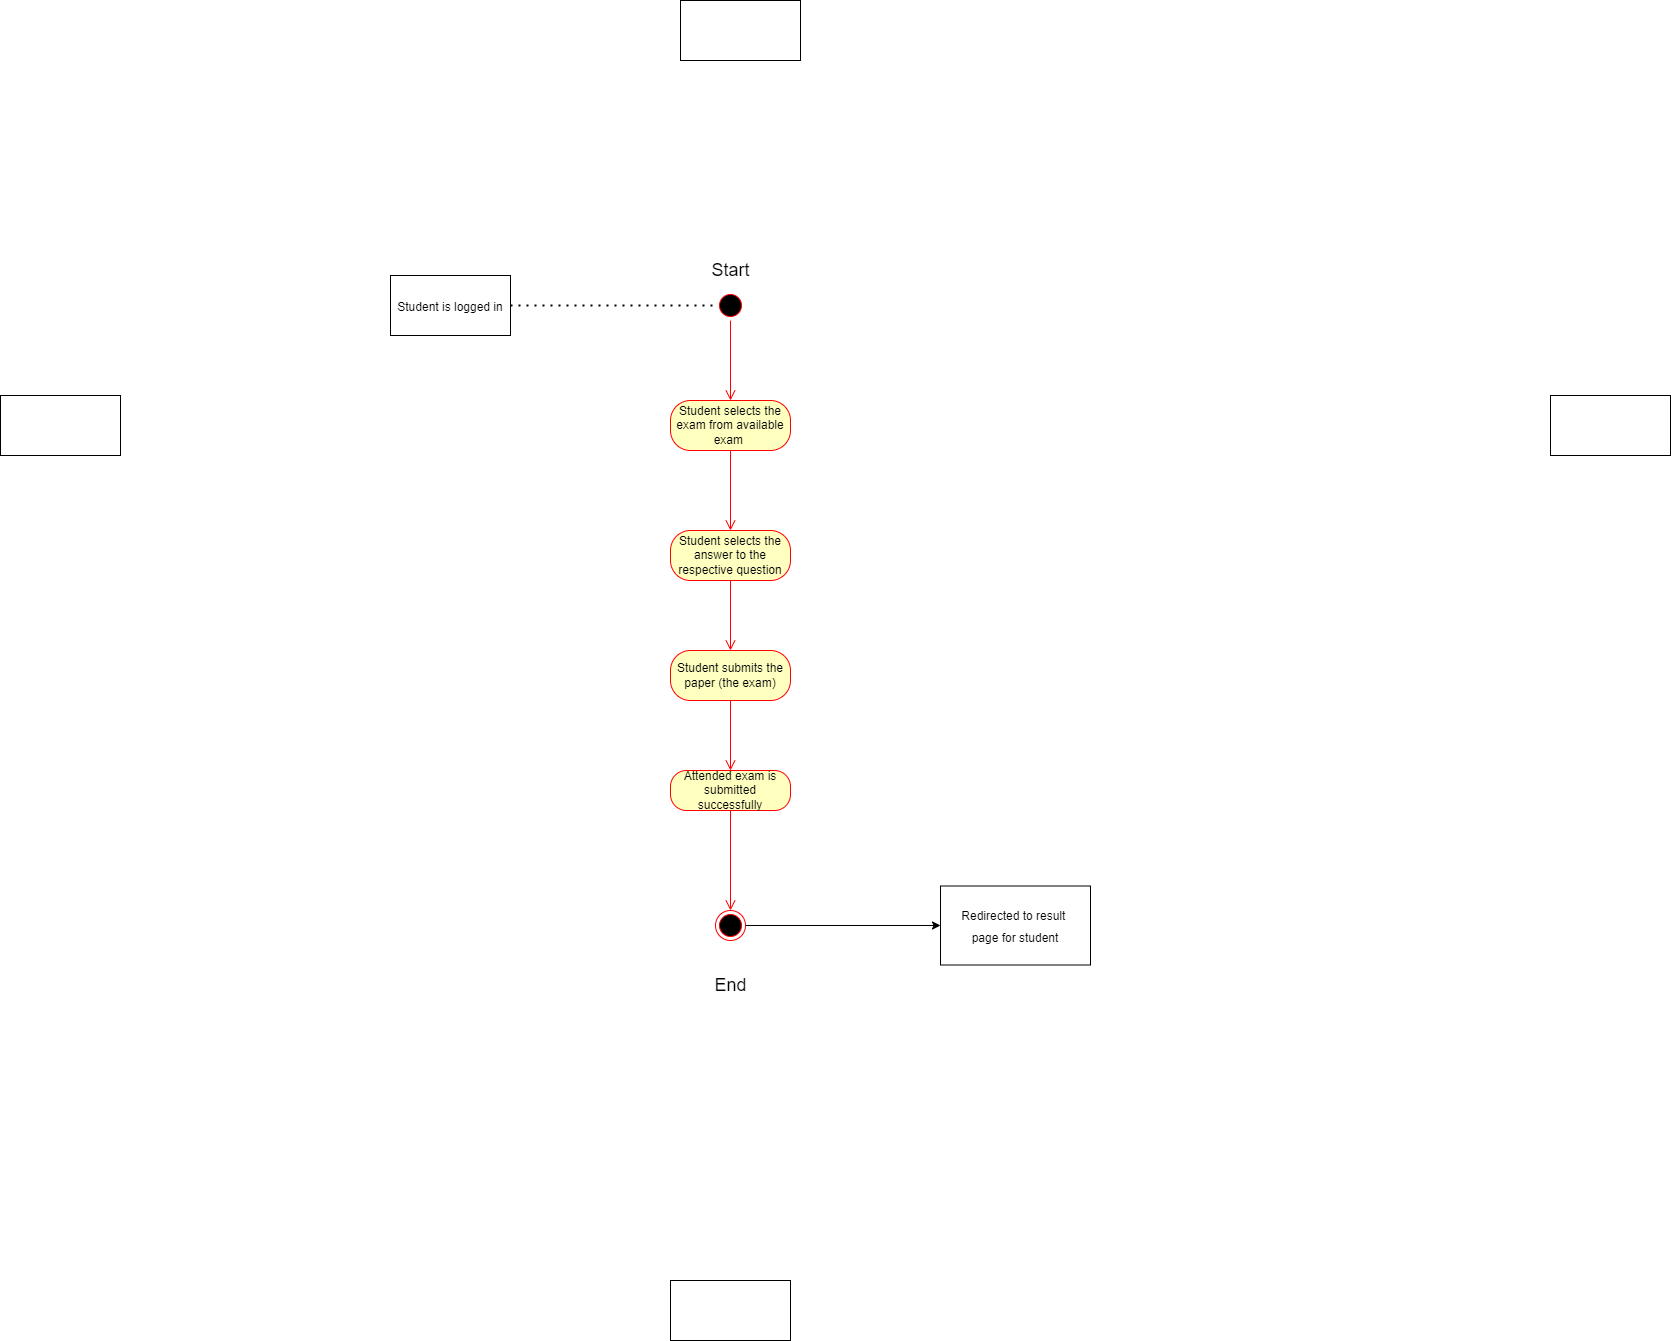 Start
Student is logged in
Student selects the
exam from available
exam
Student selects the
answer to the
respective question
Student submits the
paper (the exam)
Attended exam is
submitted
successfully
Redirected to result
page for student
End